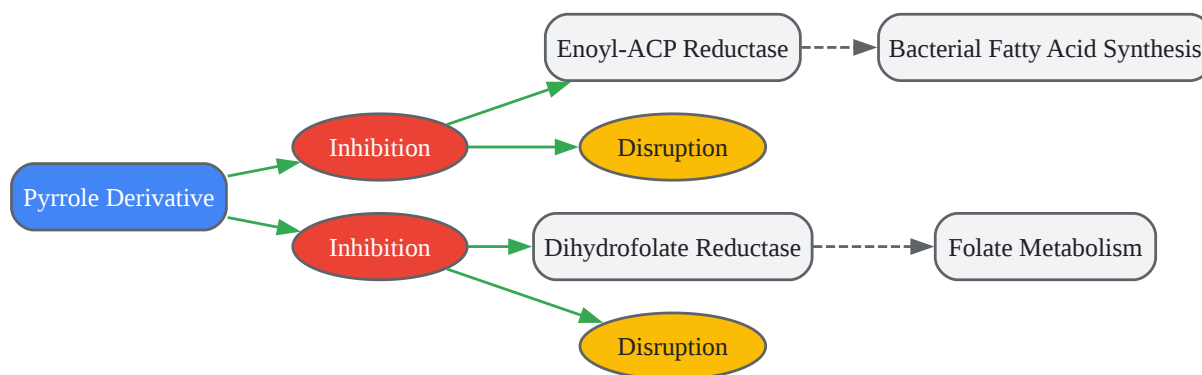 Enoyl-ACP Reductase
Bacterial Fatty Acid Synthesis
Inhibition
Disruption
Pyrrole Derivative
Inhibition
Dihydrofolate Reductase
Folate Metabolism
Disruption